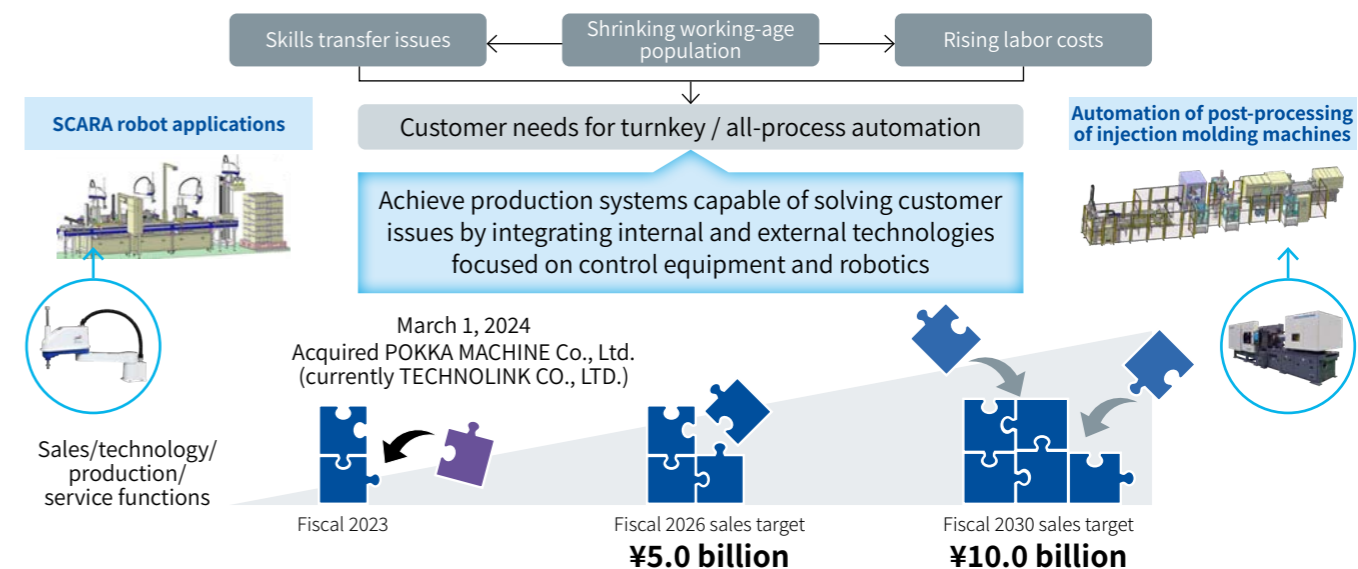 Skills transfer issues
Shrinking working-age
population
Rising labor costs
Customer needs for turnkey / all-process automation
SCARA robot applications
Automation of post-processing
of injection molding machines
Achieve production systems capable of solving customer
issues by integrating internal and external technologies
focused on control equipment and robotics
March 1, 2024
Acquired POKKA MACHINE Co., Ltd.
(currently TECHNOLINK CO., LTD.)
Sales/technology/
production/
service functions
Fiscal 2023
Fiscal 2026 sales target
¥5.0 billion
Fiscal 2030 sales target
¥10.0 billion